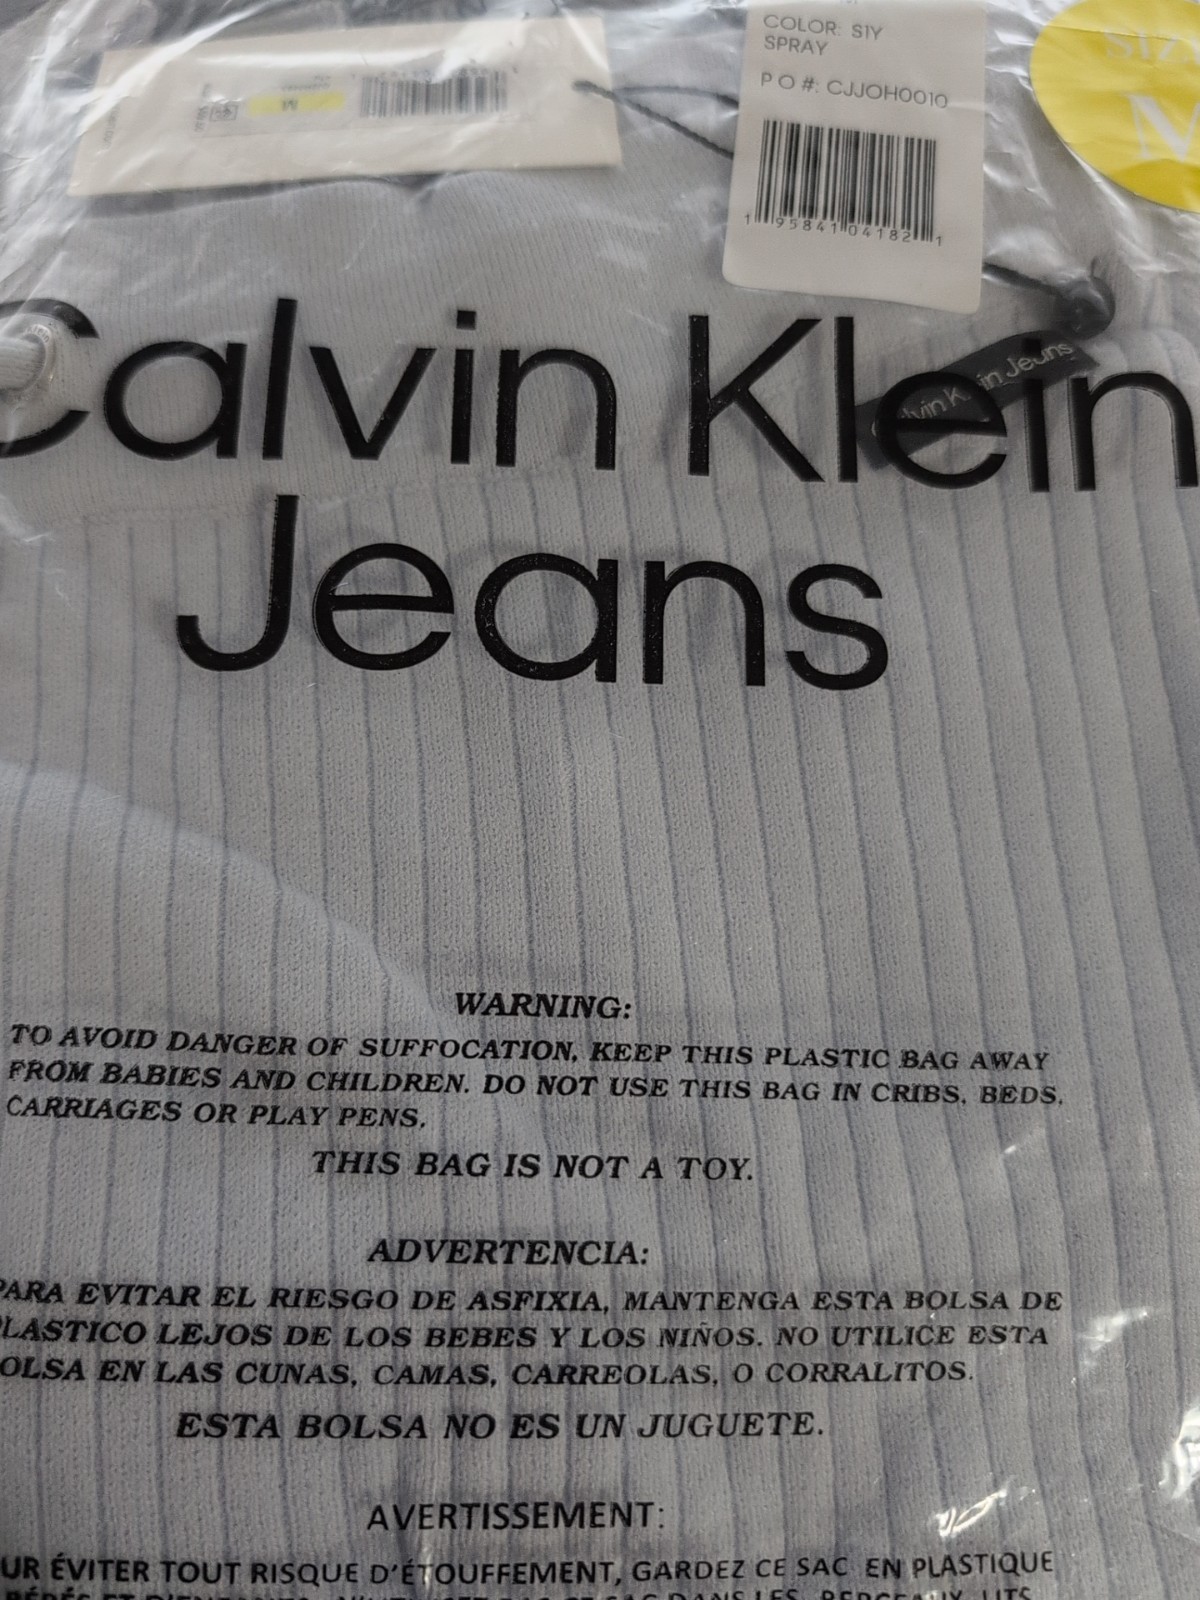 COLOR: S1Y
SPRAY
P O #: CJJOH0010
1 95841 04182 1
SIZE
M
Calvin Klein
Jeans
Calvin Klein Jeans
WARNING:
TO AVOID DANGER OF SUFFOCATION, KEEP THIS PLASTIC BAG AWAY
FROM BABIES AND CHILDREN. DO NOT USE THIS BAG IN CRIBS, BEDS,
CARRIAGES OR PLAY PENS.
THIS BAG IS NOT A TOY.
ADVERTENCIA:
PARA EVITAR EL RIESGO DE ASFIXIA, MANTENGA ESTA BOLSA DE
PLASTICO LEJOS DE LOS BEBES Y LOS NIÑOS. NO UTILICE ESTA
BOLSA EN LAS CUNAS, CAMAS, CARREOLAS, O CORRALITOS.
ESTA BOLSA NO ES UN JUGUETE.
AVERTISSEMENT:
UR ÉVITER TOUT RISQUE D'ÉTOUFFEMENT, GARDEZ CE SAC EN PLASTIQUE